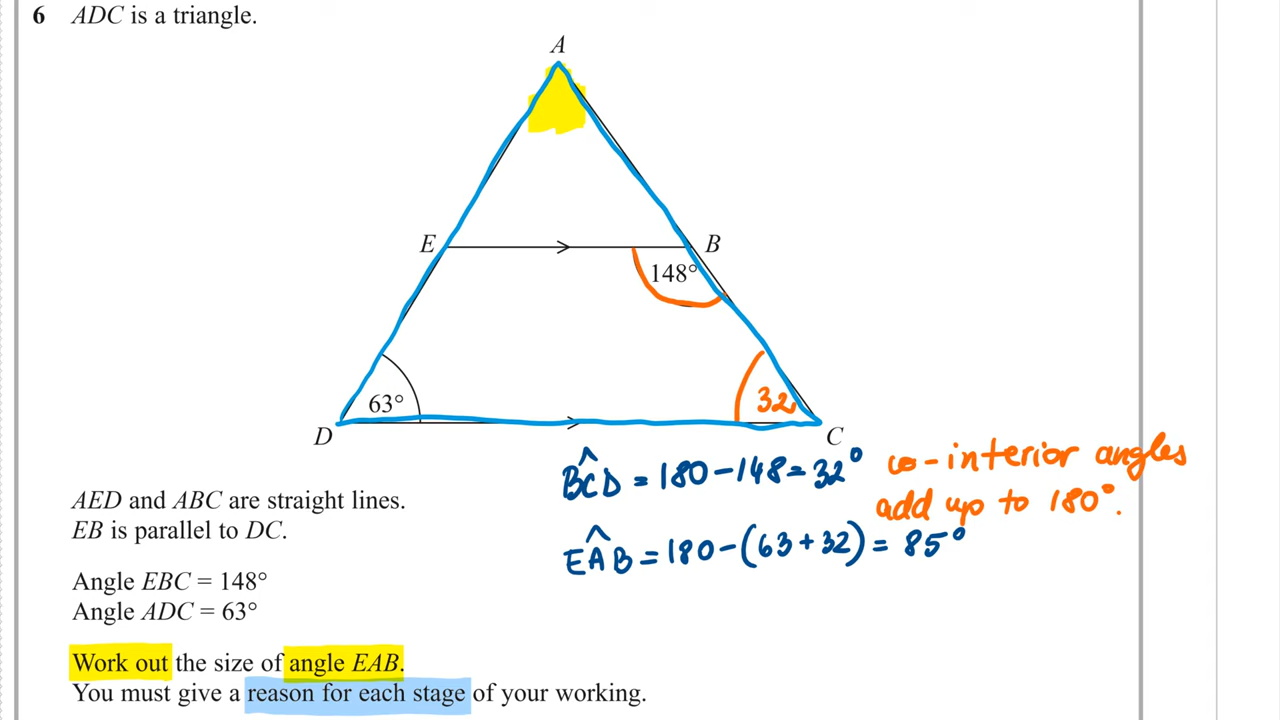 6 ADC is a triangle.
A
E
B
148°
63°
32
D
C
BĈD = 180 - 148 = 32° co-interior angles
add up to 180°.
AED and ABC are straight lines.
EB is parallel to DC.
EÂB = 180 - (63 + 32) = 85°
Angle EBC = 148°
Angle ADC = 63°
Work out the size of angle EAB.
You must give a reason for each stage of your working.